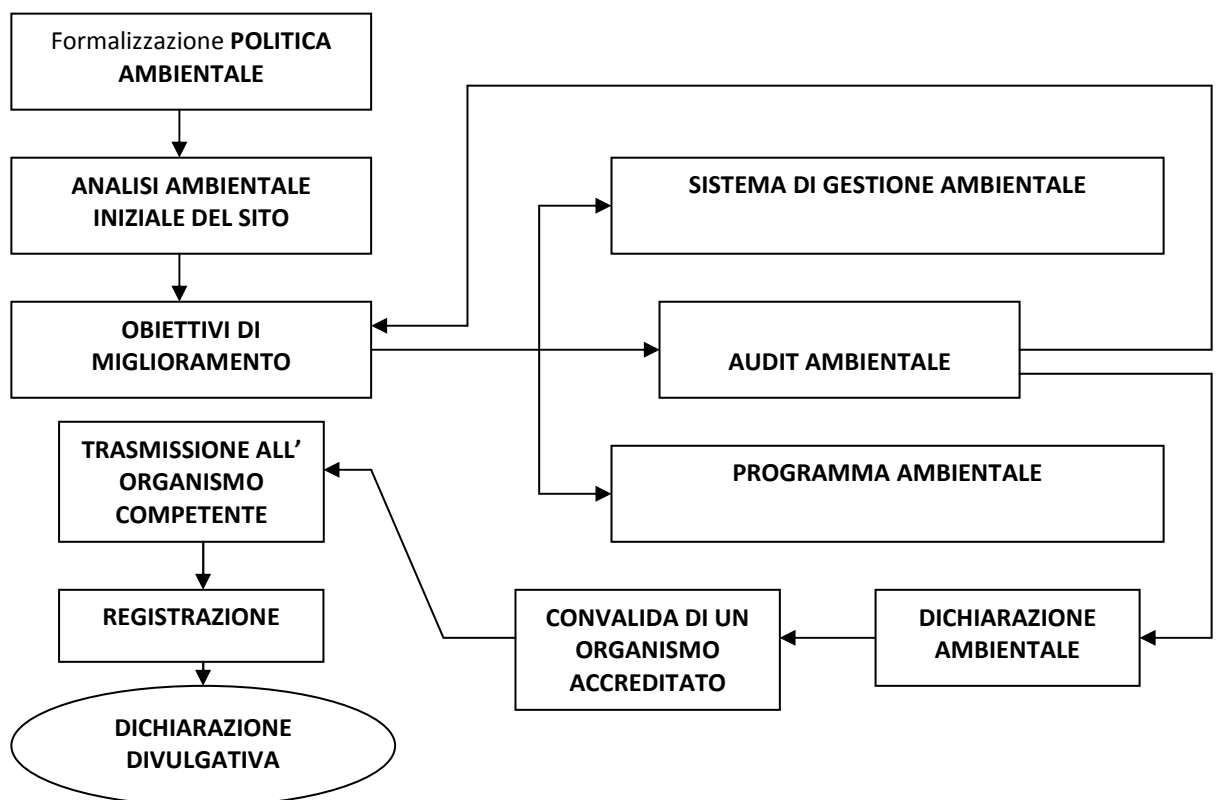 Formalizzazione POLITICA
AMBIENTALE
ANALISI AMBIENTALE
INIZIALE DEL SITO
SISTEMA DI GESTIONE AMBIENTALE
OBIETTIVI DI
MIGLIORAMENTO
AUDIT AMBIENTALE
PROGRAMMA AMBIENTALE
TRASMISSIONE ALL’
ORGANISMO
COMPETENTE
REGISTRAZIONE
CONVALIDA DI UN
ORGANISMO
ACCREDITATO
DICHIARAZIONE
AMBIENTALE
DICHIARAZIONE
DIVULGATIVA